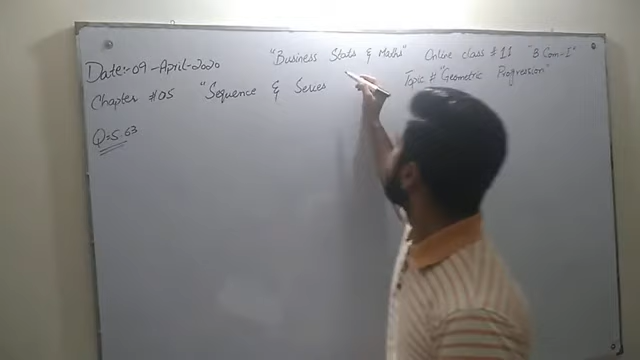 Date:- 09-April-2020 "Business Stats & Maths" Online class # 11 "B.Com-I"
Chapter #05 "Sequence & Series Topic # "Geometric Progression"
Q=5.63